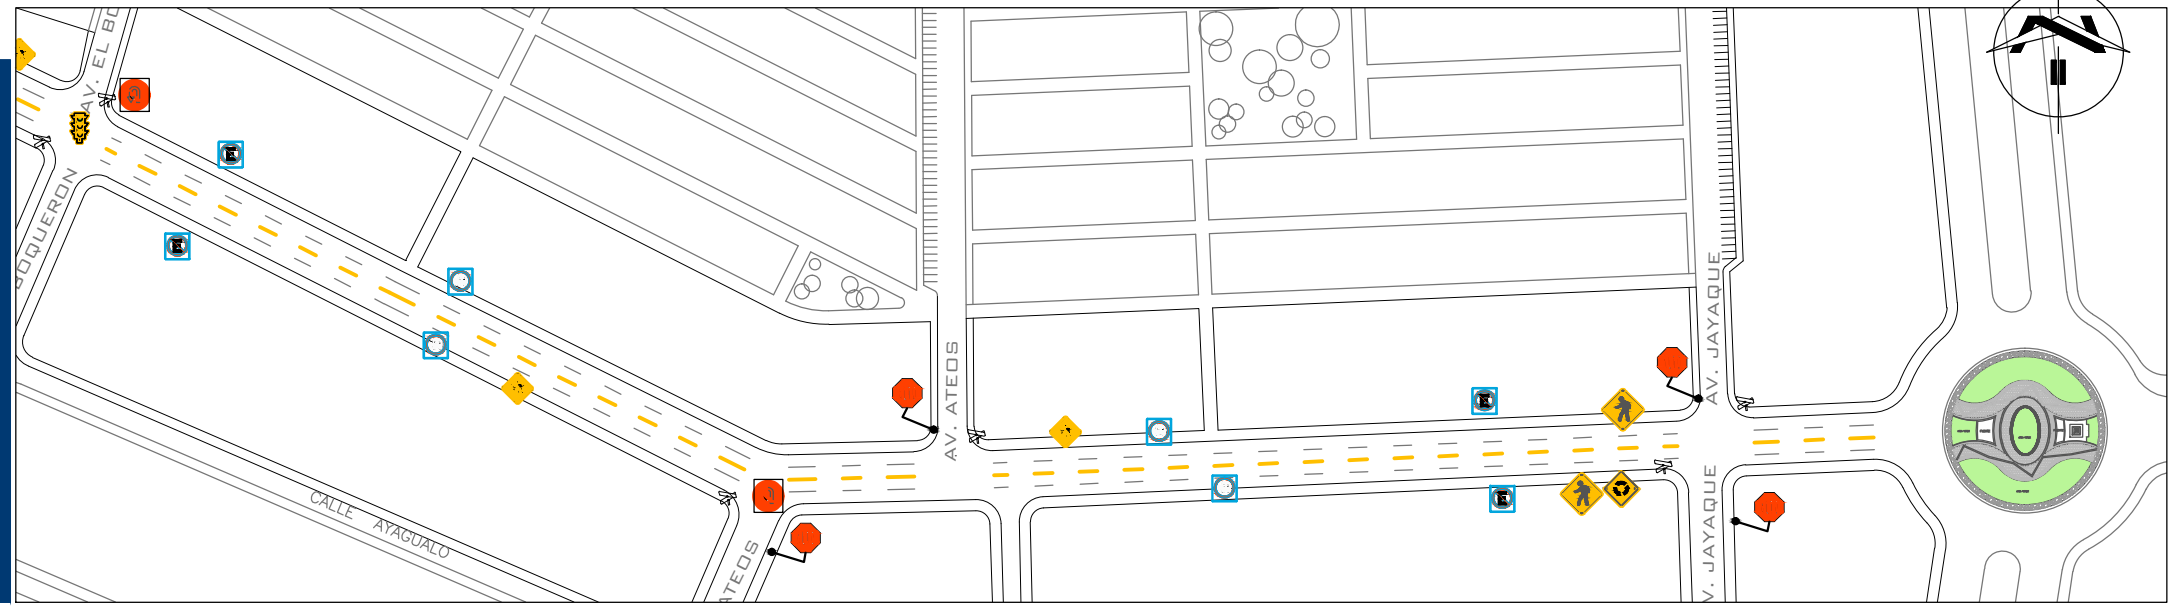 AV. EL BO
BOQUERON
CALLE AYAGUALO
AV. ATEOS
ATEOS
AV. JAYAQUE
V. JAYAQUE